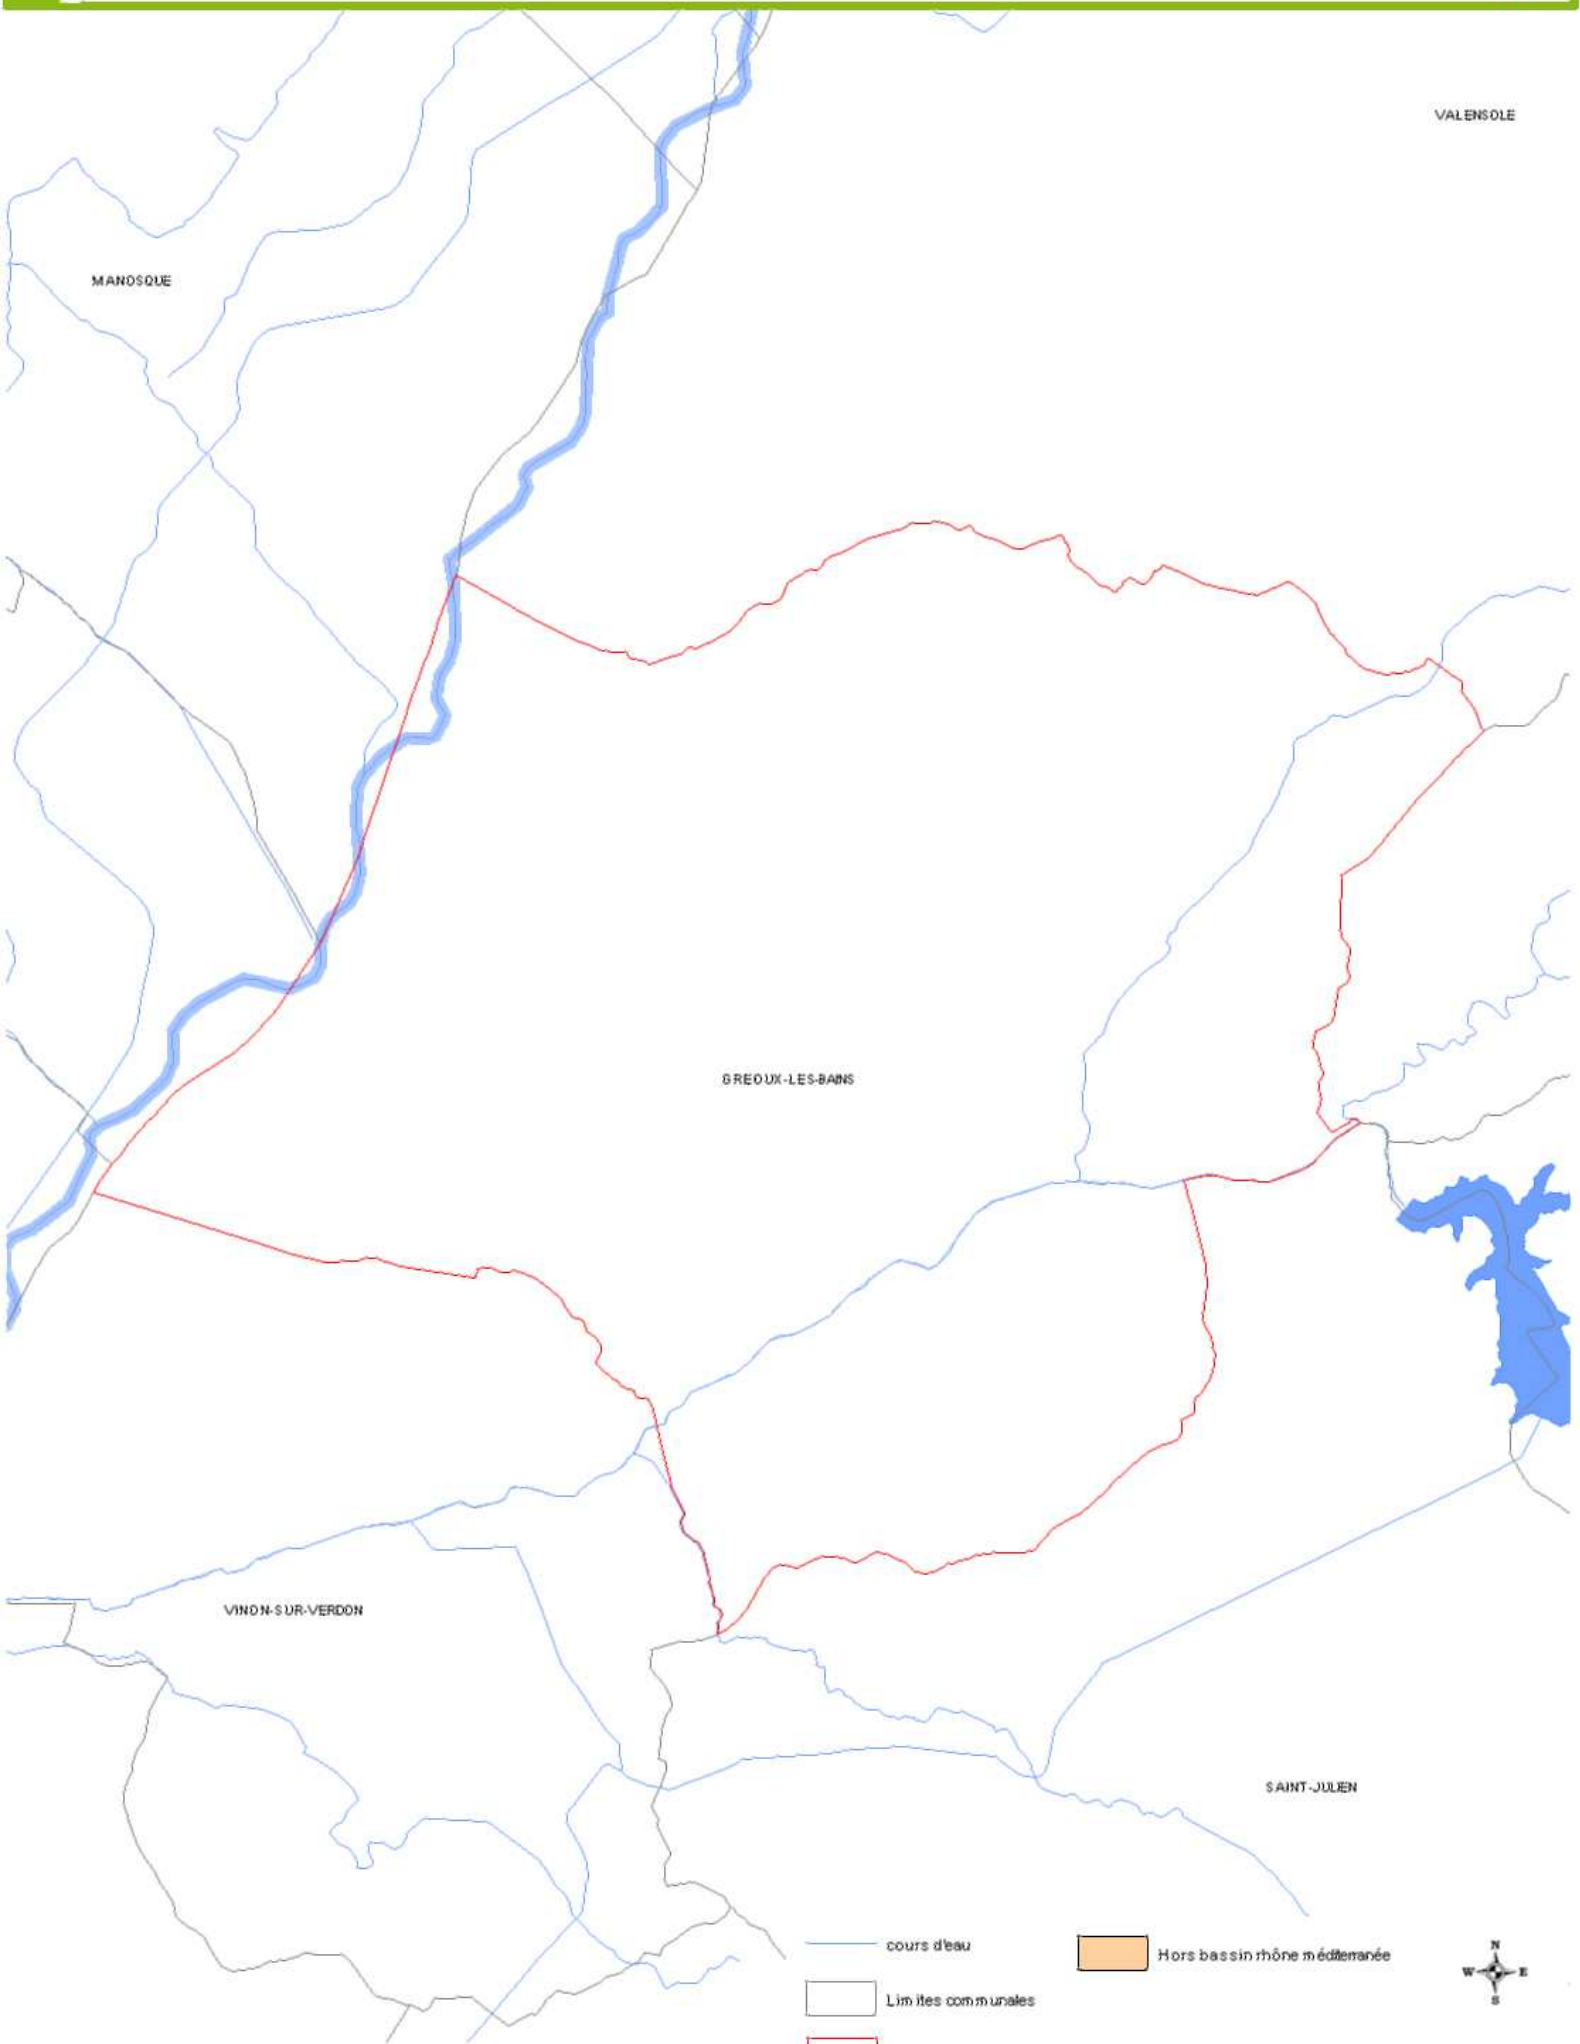 VALENSOLE
MANOSQUE
GREOUX-LES-BAINS
VINON-SUR-VERDON
SAINT-JULIEN
cours d'eau
Hors bassin rhône méditerranée
Limites communales
N
W E
S